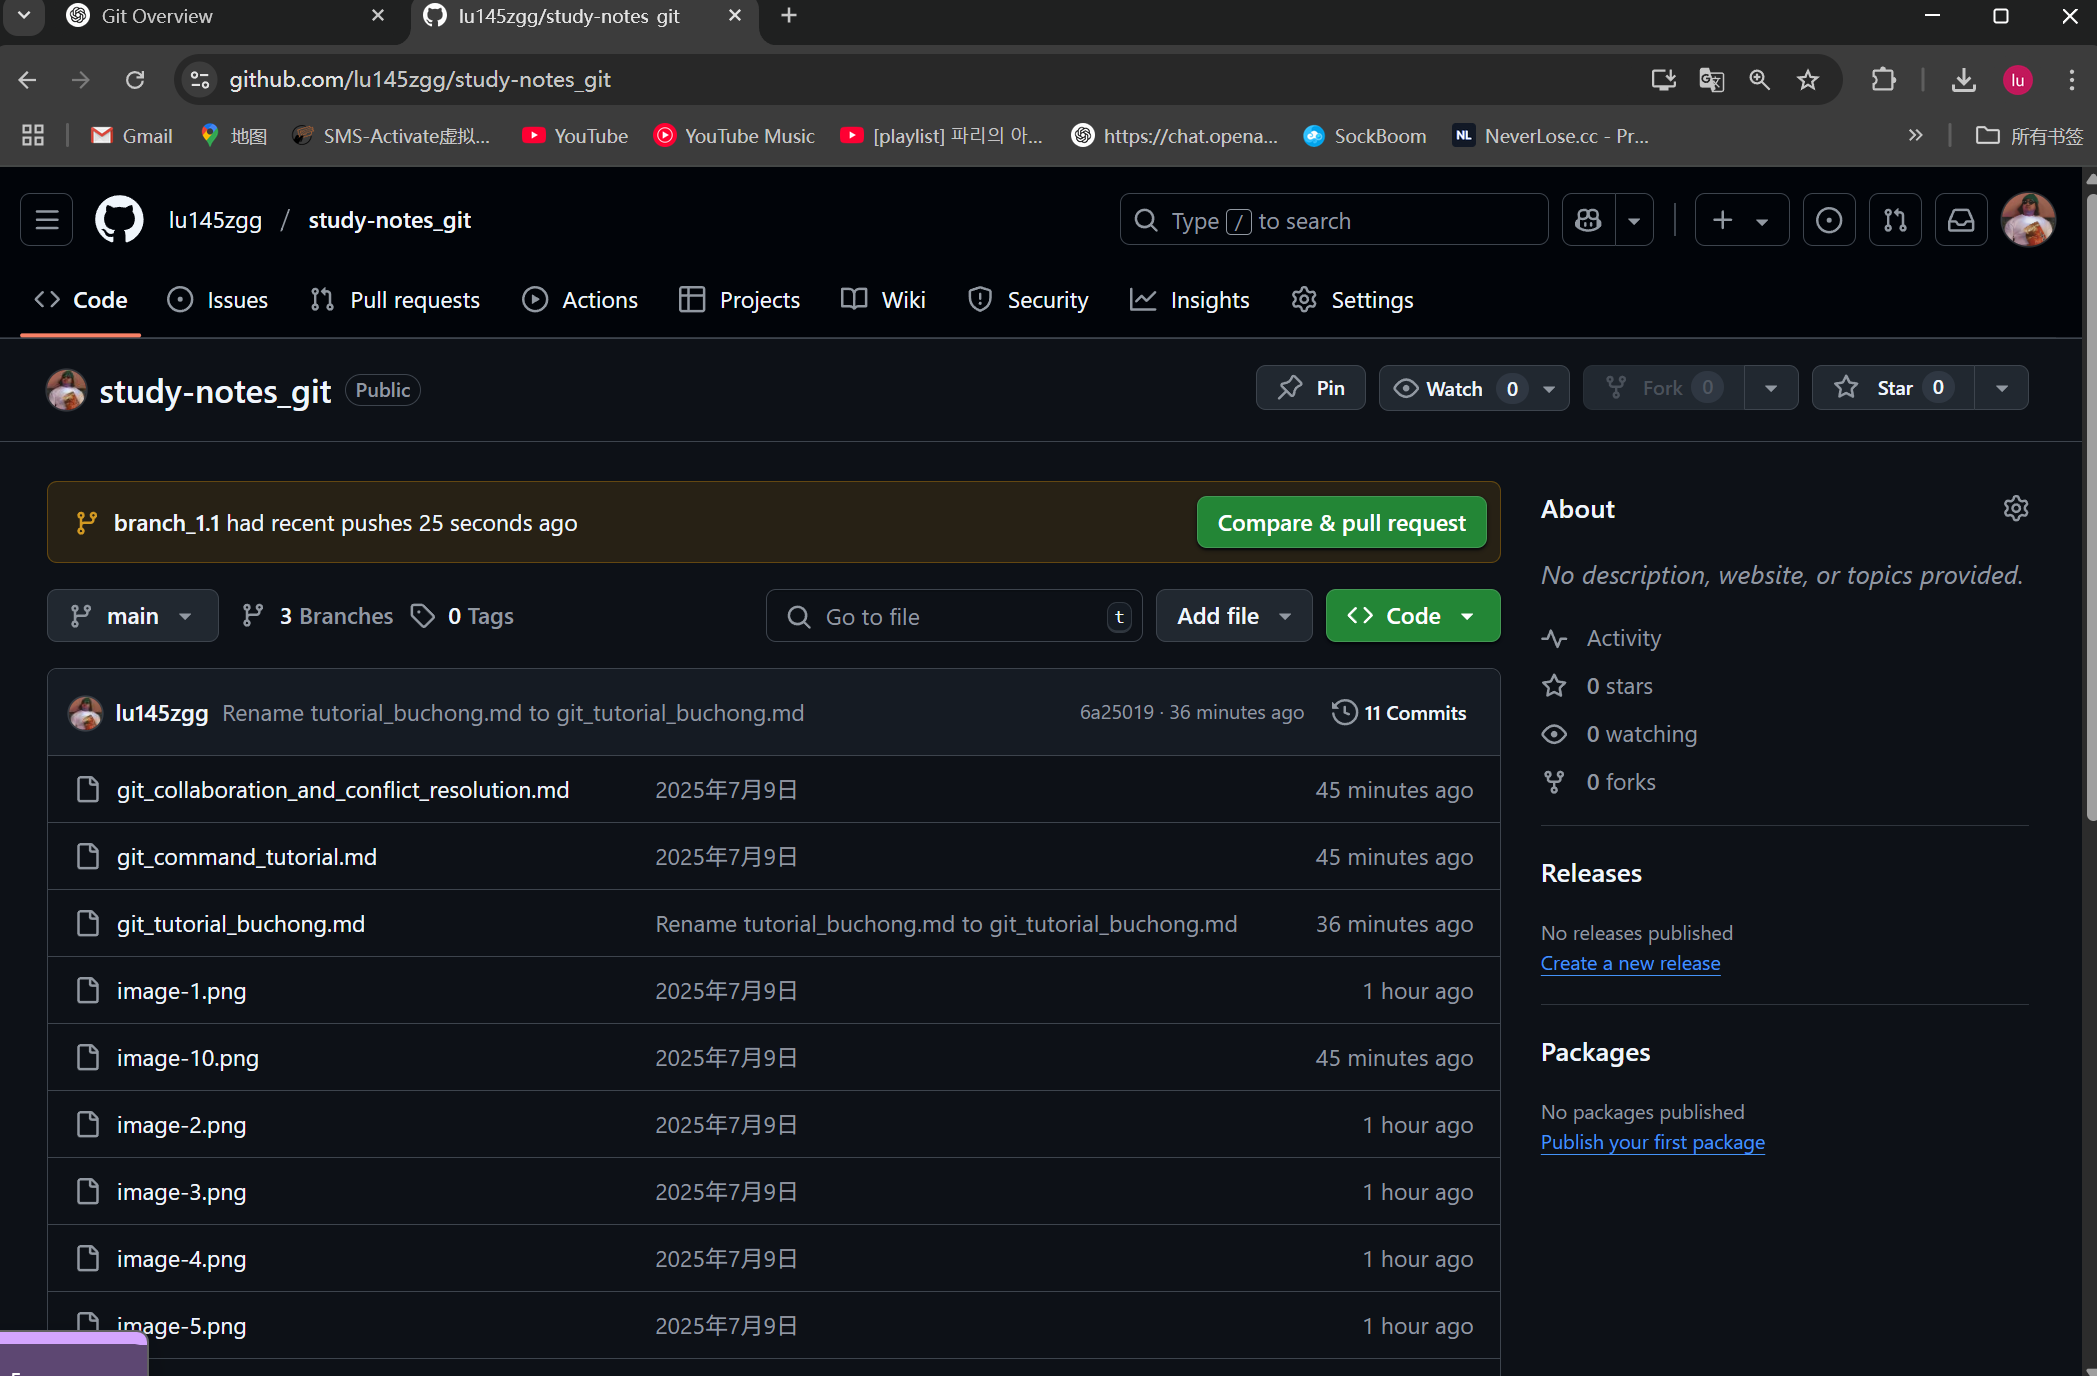 Git Overview
lu145zgg/study-notes_git
github.com/lu145zgg/study-notes_git
lu
Gmail
地图
SMS-Activate虚拟...
YouTube
YouTube Music
[playlist] 파리의 아...
https://chat.opena...
SockBoom
NL
NeverLose.cc - Pr...
所有书签
lu145zgg / study-notes_git
Type / to search
Code
Issues
Pull requests
Actions
Projects
Wiki
Security
Insights
Settings
study-notes_git Public
Pin
Watch 0
Fork 0
Star 0
branch_1.1 had recent pushes 25 seconds ago
Compare & pull request
main
3 Branches
0 Tags
Go to file t
Add file
Code
lu145zgg Rename tutorial_buchong.md to git_tutorial_buchong.md 6a25019 · 36 minutes ago 11 Commits
git_collaboration_and_conflict_resolution.md 2025年7月9日 45 minutes ago
git_command_tutorial.md 2025年7月9日 45 minutes ago
git_tutorial_buchong.md Rename tutorial_buchong.md to git_tutorial_buchong.md 36 minutes ago
image-1.png 2025年7月9日 1 hour ago
image-10.png 2025年7月9日 45 minutes ago
image-2.png 2025年7月9日 1 hour ago
image-3.png 2025年7月9日 1 hour ago
image-4.png 2025年7月9日 1 hour ago
image-5.png 2025年7月9日 1 hour ago
About
No description, website, or topics provided.
Activity
0 stars
0 watching
0 forks
Releases
No releases published
Create a new release
Packages
No packages published
Publish your first package